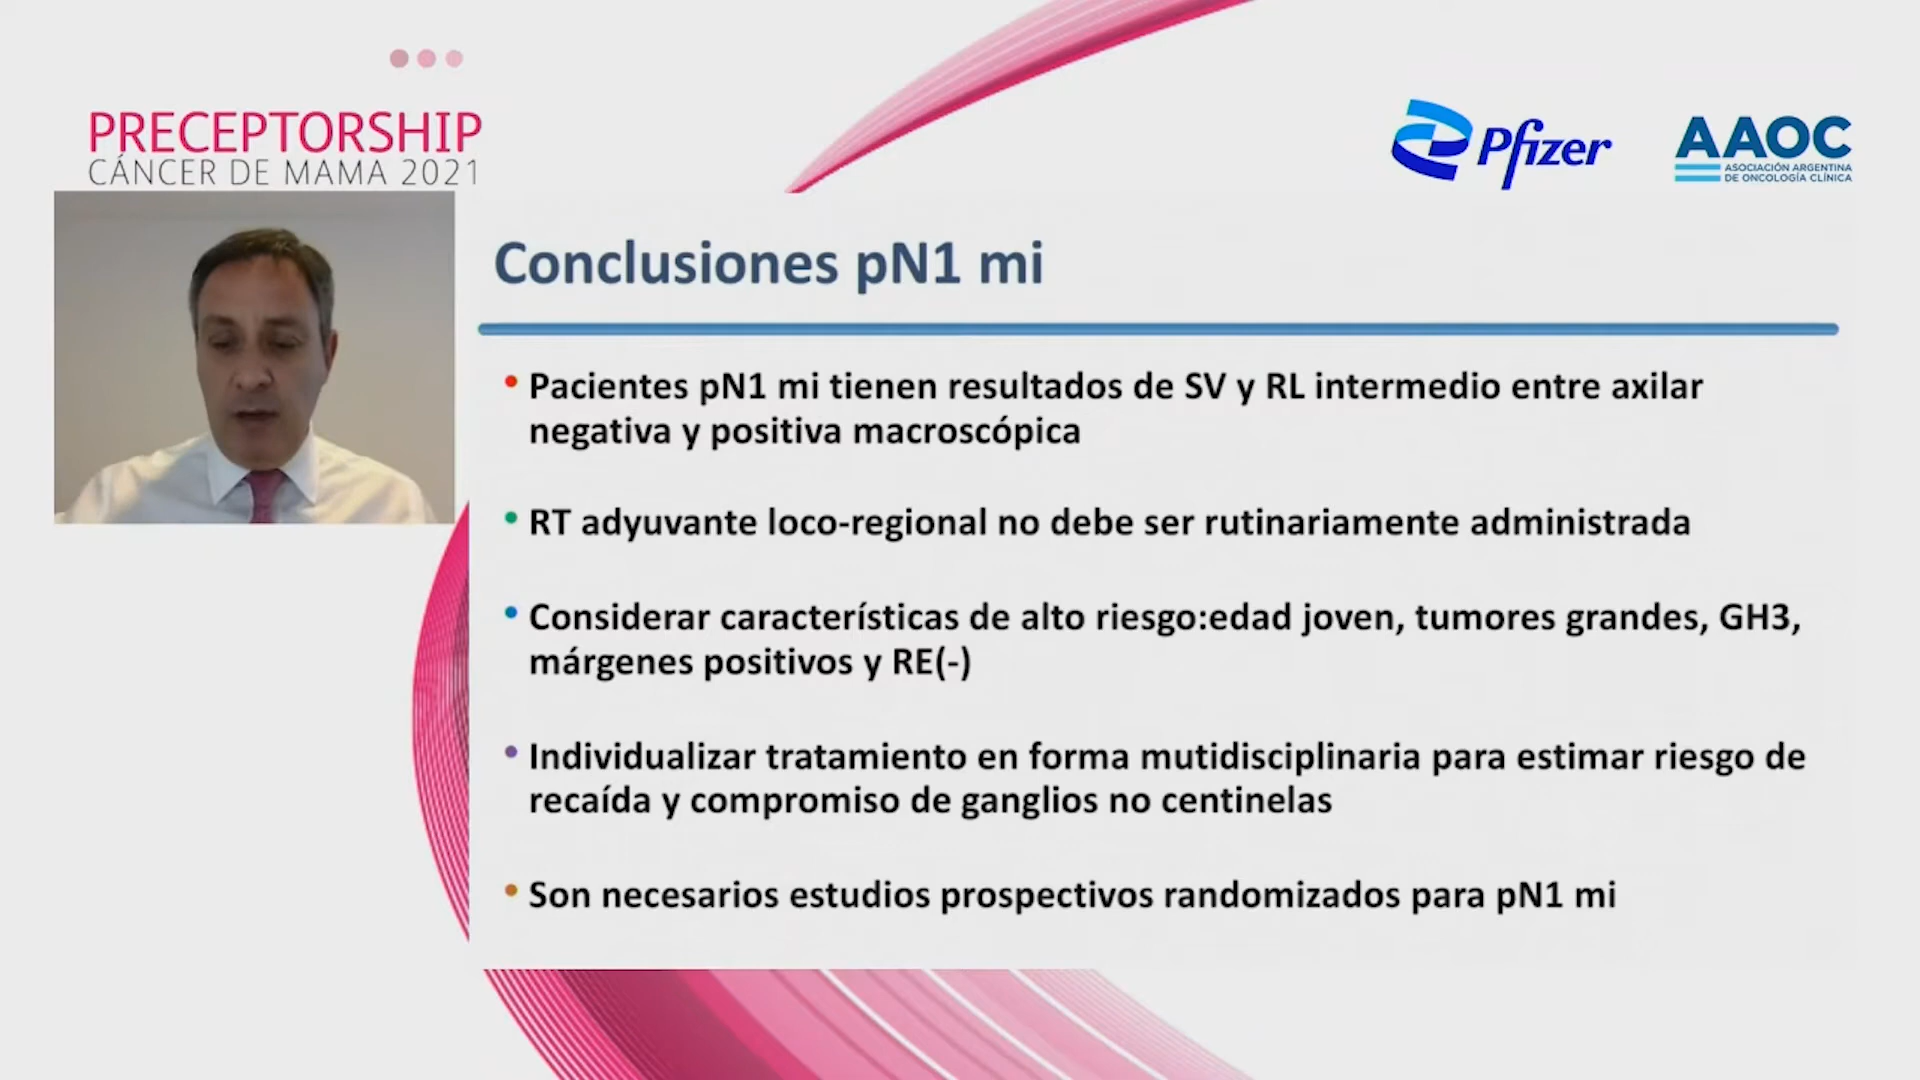 PRECEPTORSHIP
CÁNCER DE MAMA 2021
Pfizer
AAOC
ASOCIACIÓN ARGENTINA
DE ONCOLOGÍA CLÍNICA
Conclusiones pN1 mi
• Pacientes pN1 mi tienen resultados de SV y RL intermedio entre axilar
negativa y positiva macroscópica
• RT adyuvante loco-regional no debe ser rutinariamente administrada
• Considerar características de alto riesgo:edad joven, tumores grandes, GH3,
márgenes positivos y RE(-)
• Individualizar tratamiento en forma mutidisciplinaria para estimar riesgo de
recaída y compromiso de ganglios no centinelas
• Son necesarios estudios prospectivos randomizados para pN1 mi